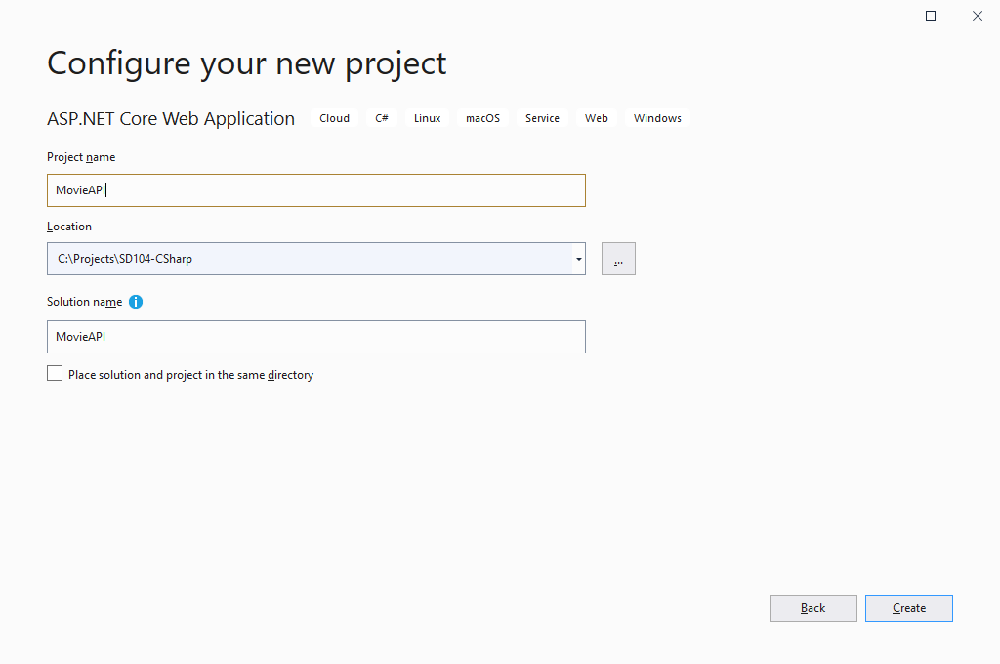 Configure your new project
ASP.NET Core Web Application Cloud C# Linux macOS Service Web Windows
Project name
MovieAPI
Location
C:\Projects\SD104-CSharp
...
Solution name
MovieAPI
Place solution and project in the same directory
Back Create